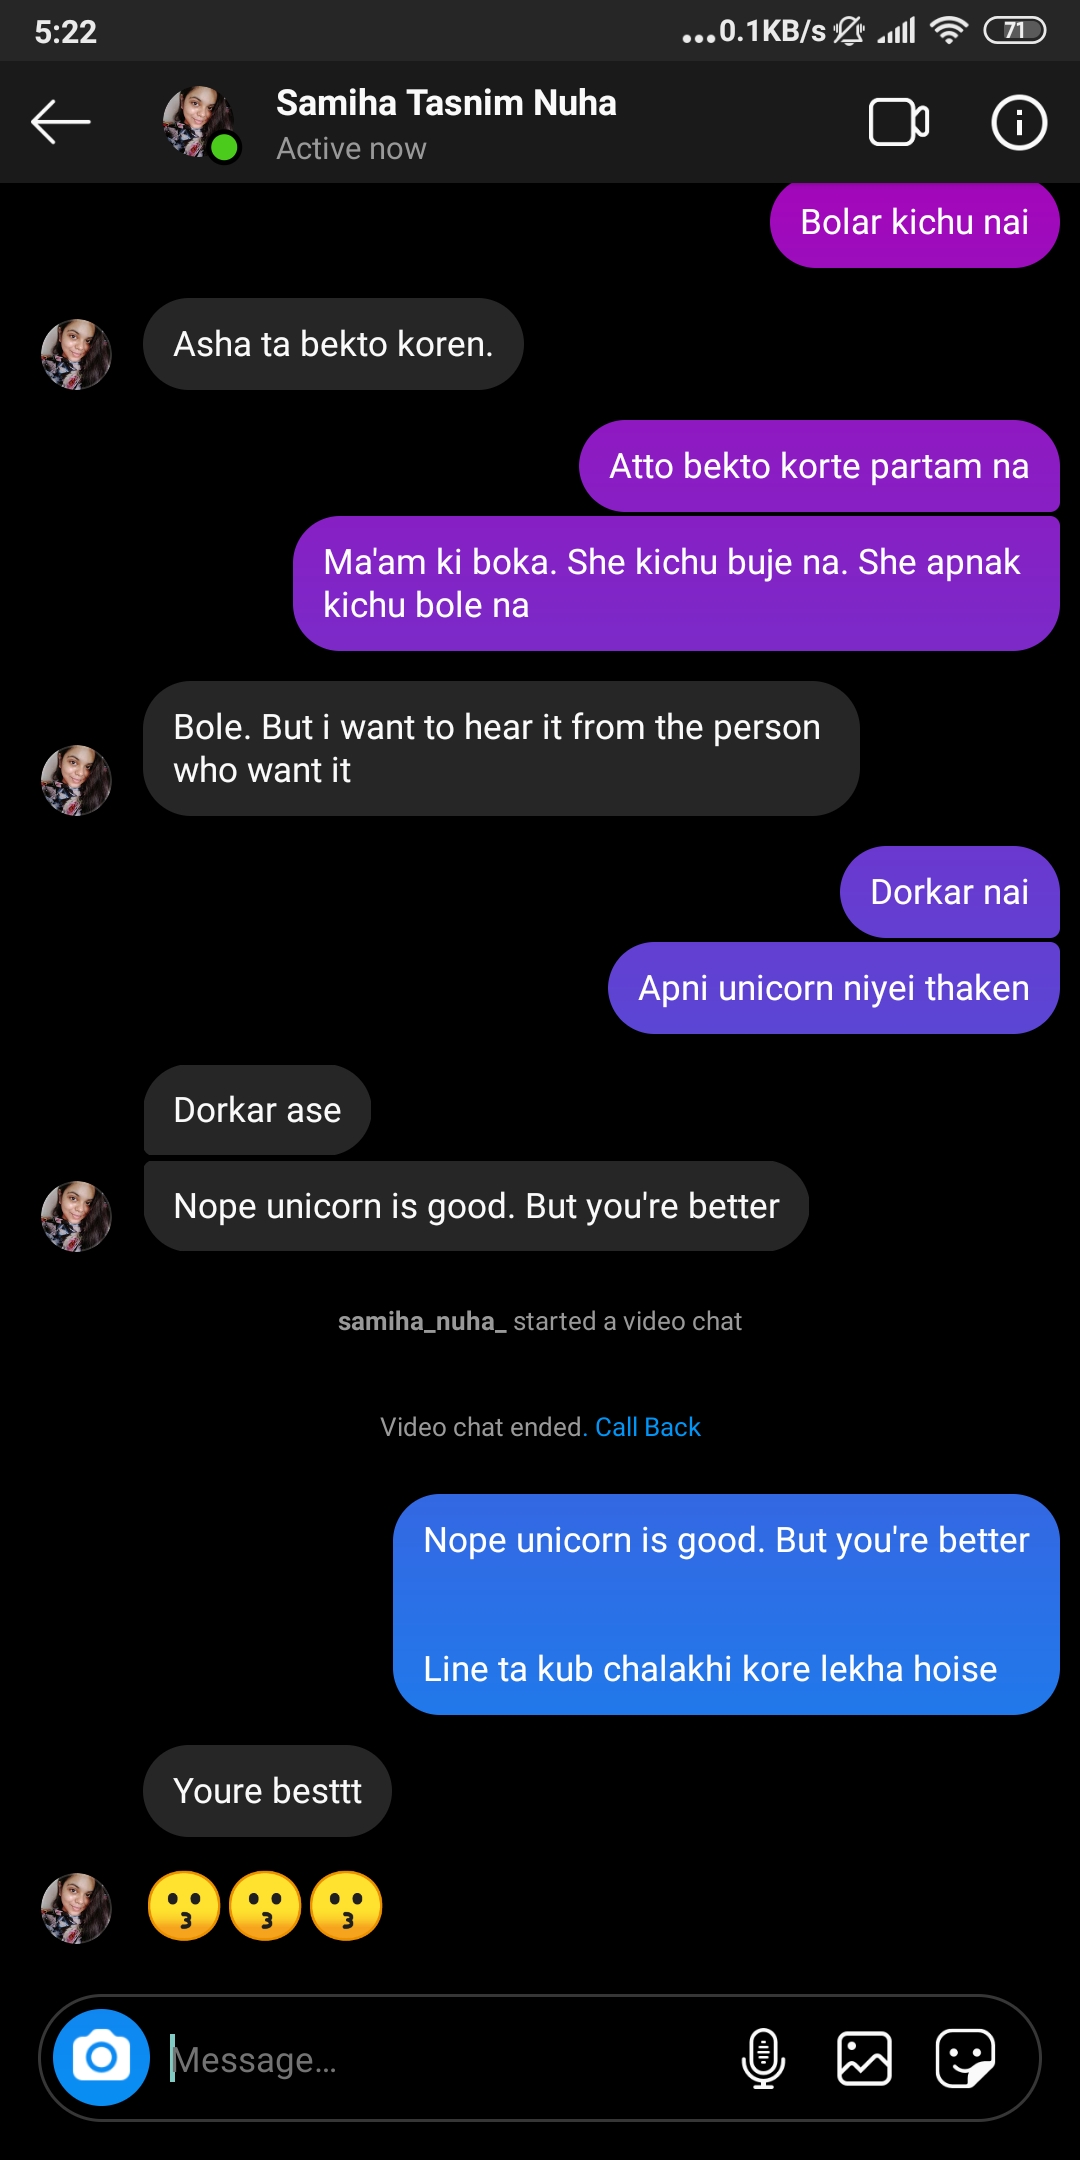 5:22
...0.1KB/s
71
Samiha Tasnim Nuha
Active now
Bolar kichu nai
Asha ta bekto koren.
Atto bekto korte partam na
Ma'am ki boka. She kichu buje na. She apnak
kichu bole na
Bole. But i want to hear it from the person
who want it
Dorkar nai
Apni unicorn niyei thaken
Dorkar ase
Nope unicorn is good. But you're better
samiha_nuha_ started a video chat
Video chat ended. Call Back
Nope unicorn is good. But you're better
Line ta kub chalakhi kore lekha hoise
Youre besttt
Message...